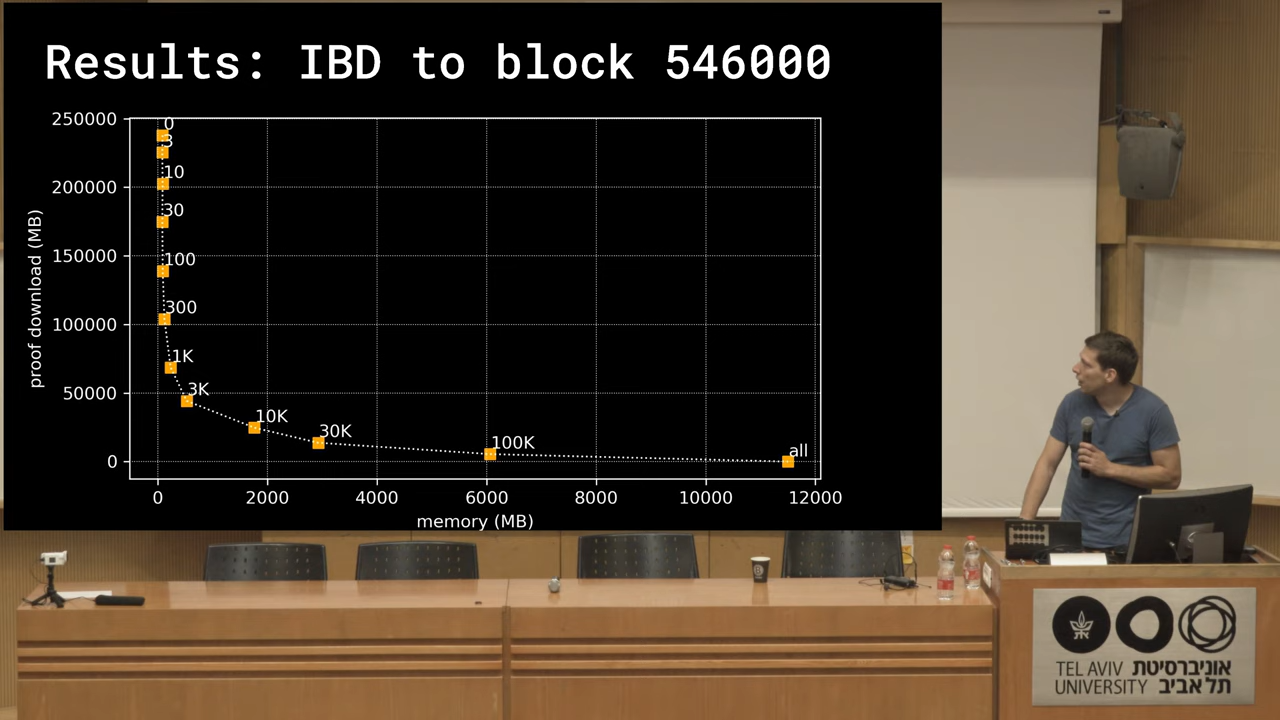 Results: IBD to block 546000
250000
200000
150000
100000
50000
0
proof download (MB)
0
3
10
30
100
300
1K
3K
10K
30K
100K
all
0
2000
4000
6000
8000
10000
12000
memory (MB)
TEL AVIV אוניברסיטת
UNIVERSITY תל אביב